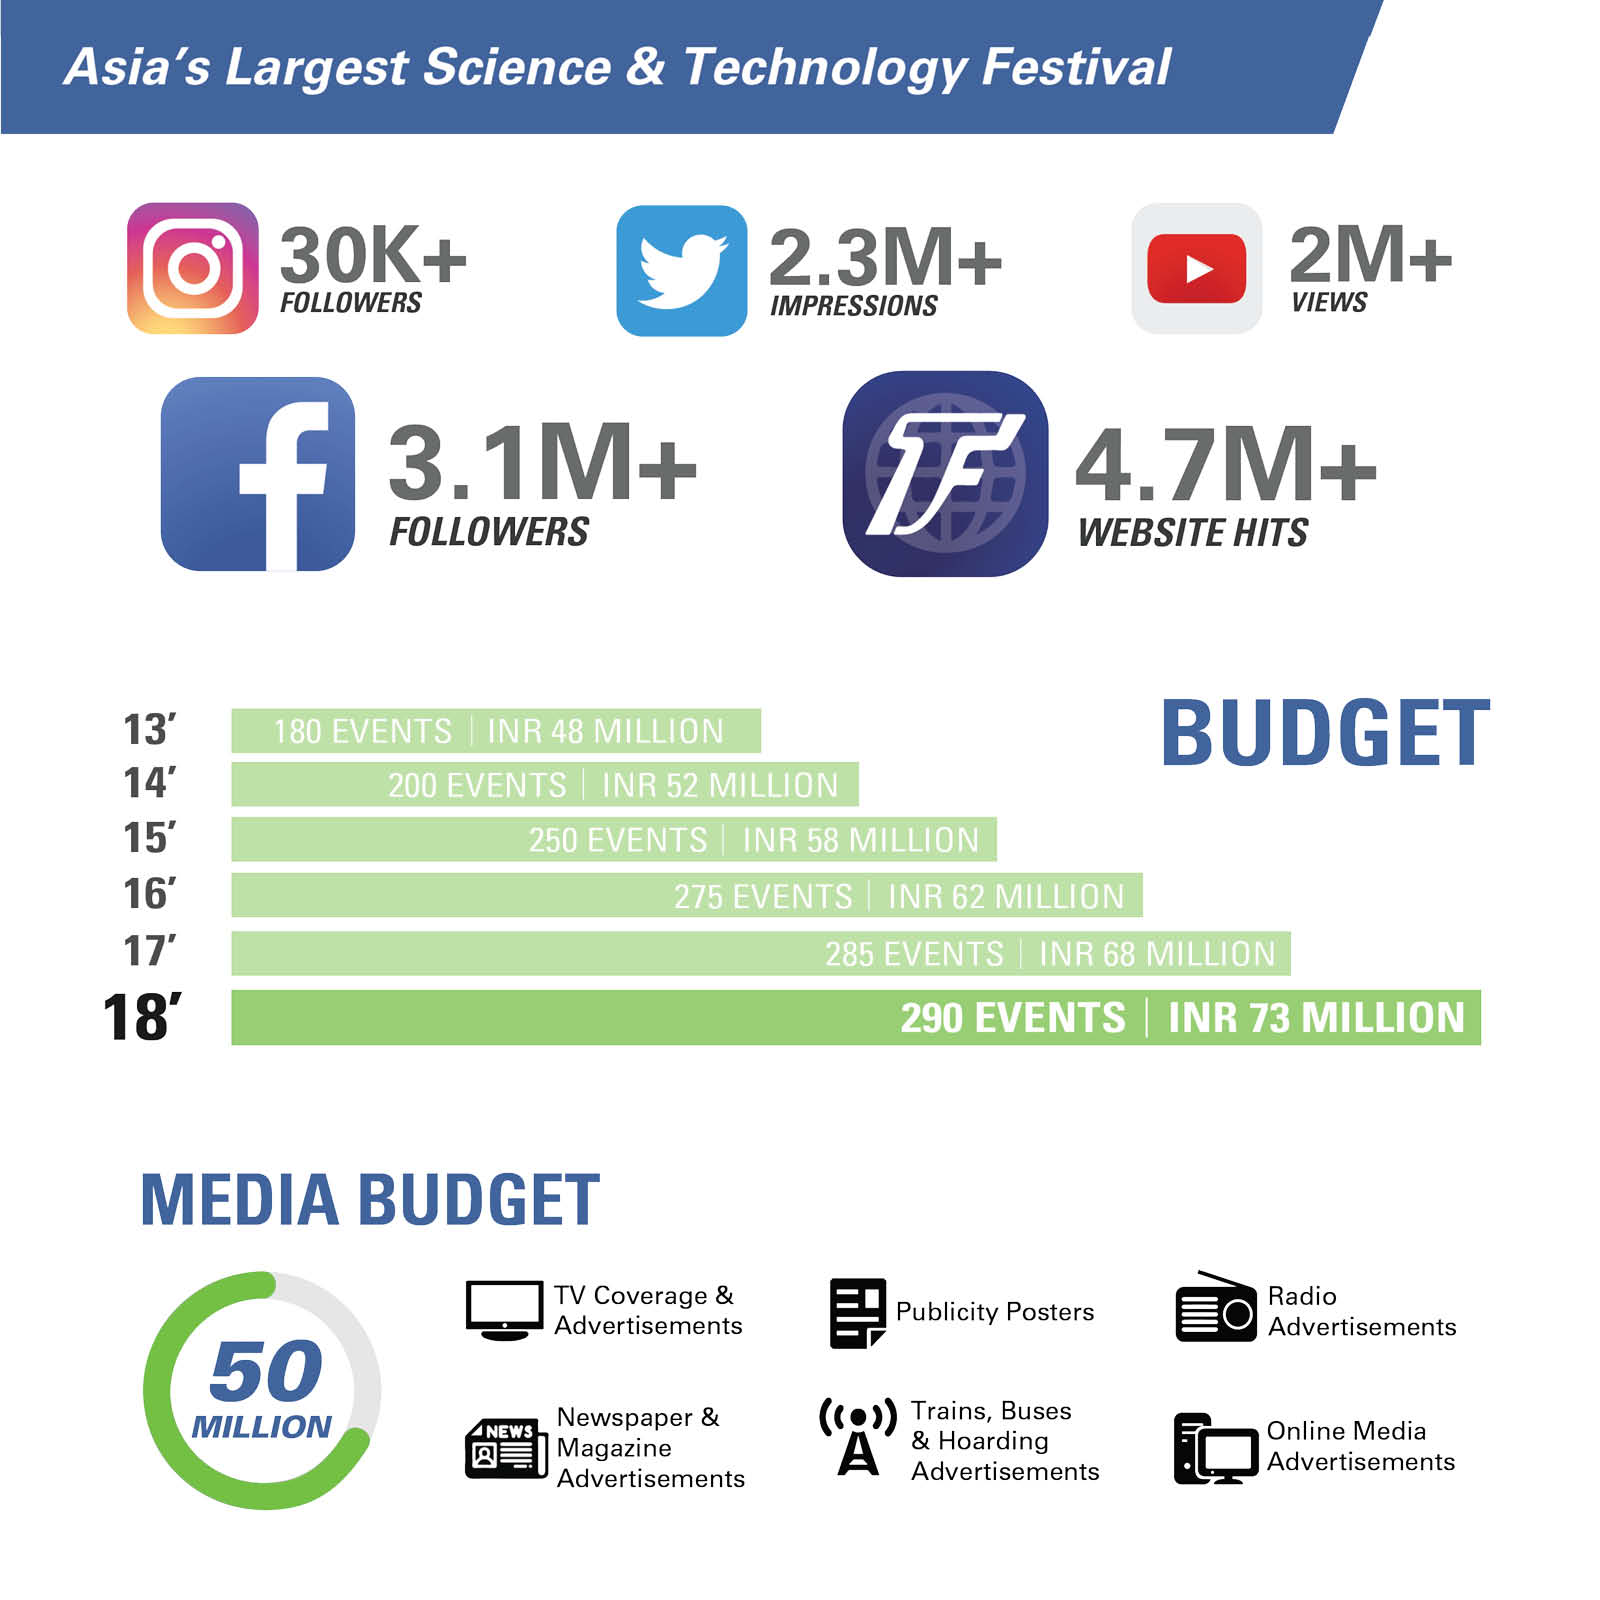 Asia's Largest Science & Technology Festival
30K+
FOLLOWERS
2.3M+
IMPRESSIONS
2M+
VIEWS
f
3.1M+
FOLLOWERS
TF
4.7M+
WEBSITE HITS
BUDGET
13' 180 EVENTS | INR 48 MILLION
14' 200 EVENTS | INR 52 MILLION
15' 250 EVENTS | INR 58 MILLION
16' 275 EVENTS | INR 62 MILLION
17' 285 EVENTS | INR 68 MILLION
18' 290 EVENTS | INR 73 MILLION
MEDIA BUDGET
50
MILLION
TV Coverage &
Advertisements
Publicity Posters
Radio
Advertisements
NEWS
Newspaper &
Magazine
Advertisements
Trains, Buses
& Hoarding
Advertisements
Online Media
Advertisements